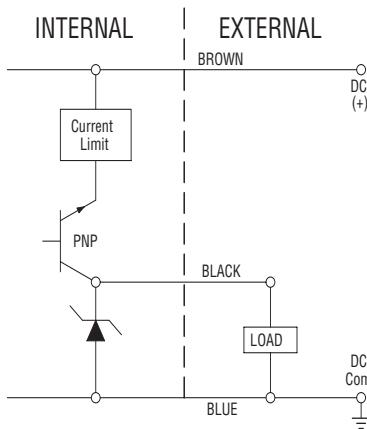 INTERNAL EXTERNAL
BROWN
DC
(+)
Current
Limit
PNP
BLACK
LOAD
DC
Com
BLUE